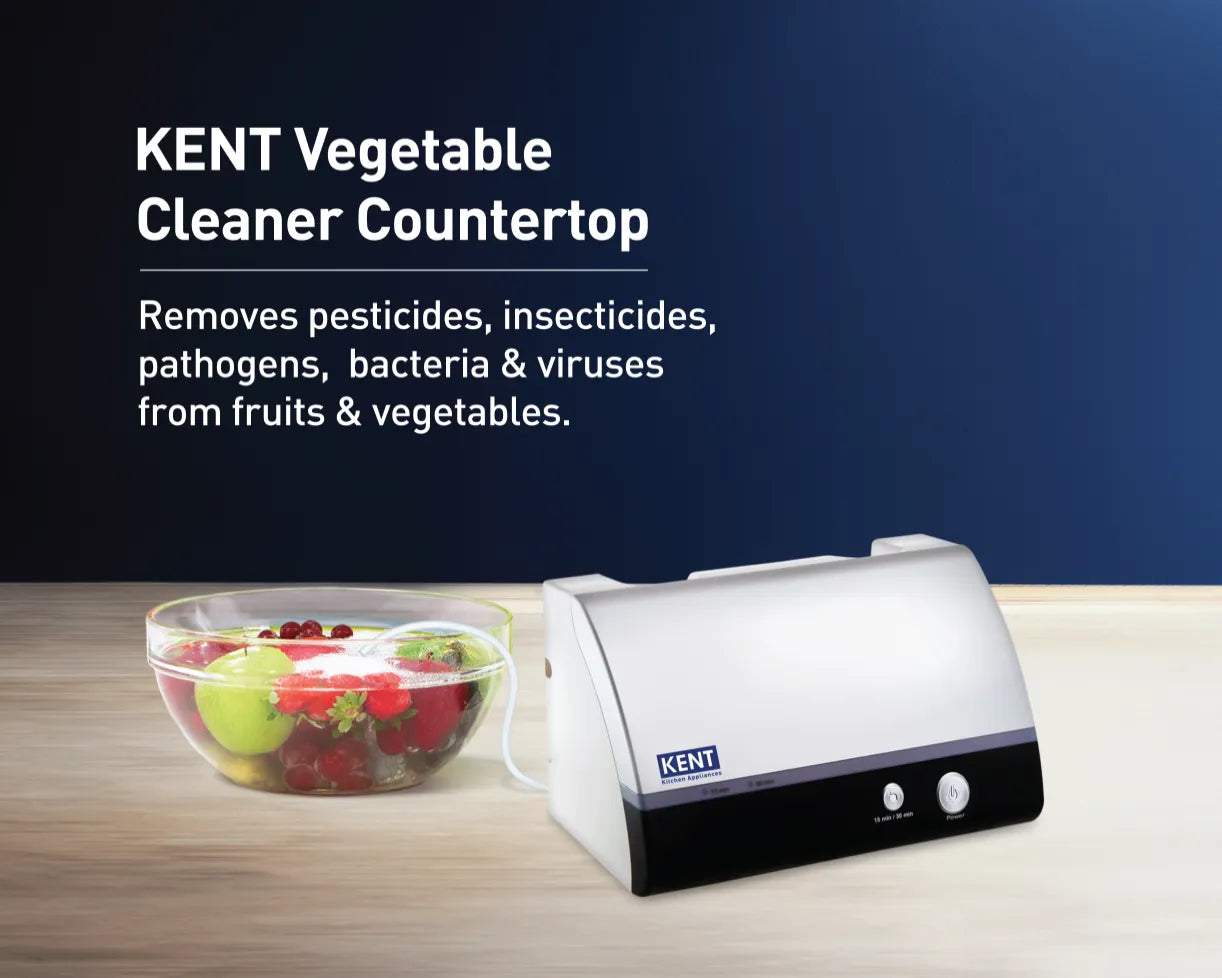 KENT Vegetable
Cleaner Countertop
Removes pesticides, insecticides,
pathogens, bacteria & viruses
from fruits & vegetables.
KENT
Kitchen Appliances
15 min / 30 min
Power